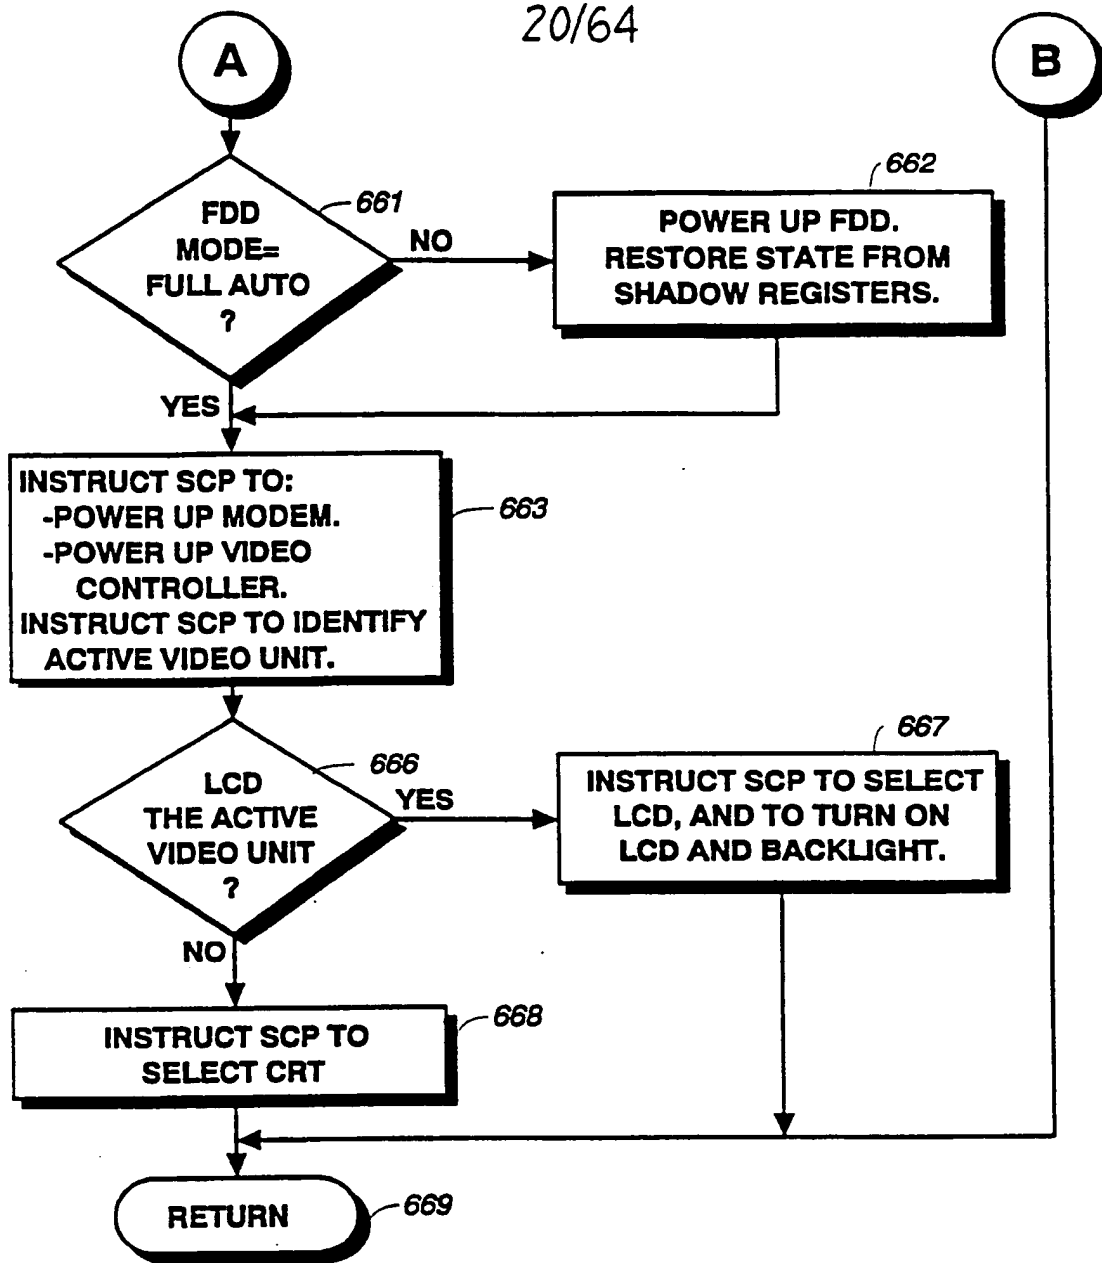 20/64
A
B
661
FDD
MODE=
FULL AUTO
?
NO
662
POWER UP FDD.
RESTORE STATE FROM
SHADOW REGISTERS.
YES
INSTRUCT SCP TO:
-POWER UP MODEM.
-POWER UP VIDEO
CONTROLLER.
INSTRUCT SCP TO IDENTIFY
ACTIVE VIDEO UNIT.
663
LCD
THE ACTIVE
VIDEO UNIT
?
666
YES
667
INSTRUCT SCP TO SELECT
LCD, AND TO TURN ON
LCD AND BACKLIGHT.
NO
INSTRUCT SCP TO
SELECT CRT
668
RETURN
669